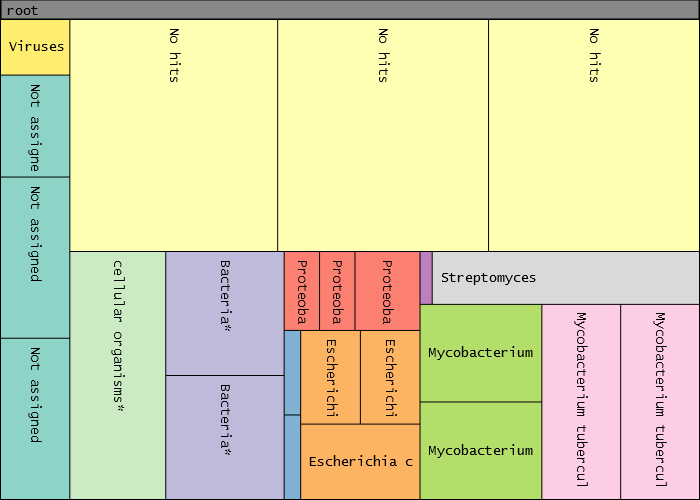 root
Viruses
No hits
No hits
No hits
Not assigne
Not assigned
Not assigned
cellular organisms*
Bacteria*
Bacteria*
Proteoba
Proteoba
Proteoba
Streptomyces
Escherichi
Escherichi
Escherichia c
Mycobacterium
Mycobacterium
Mycobacterium tubercul
Mycobacterium tubercul